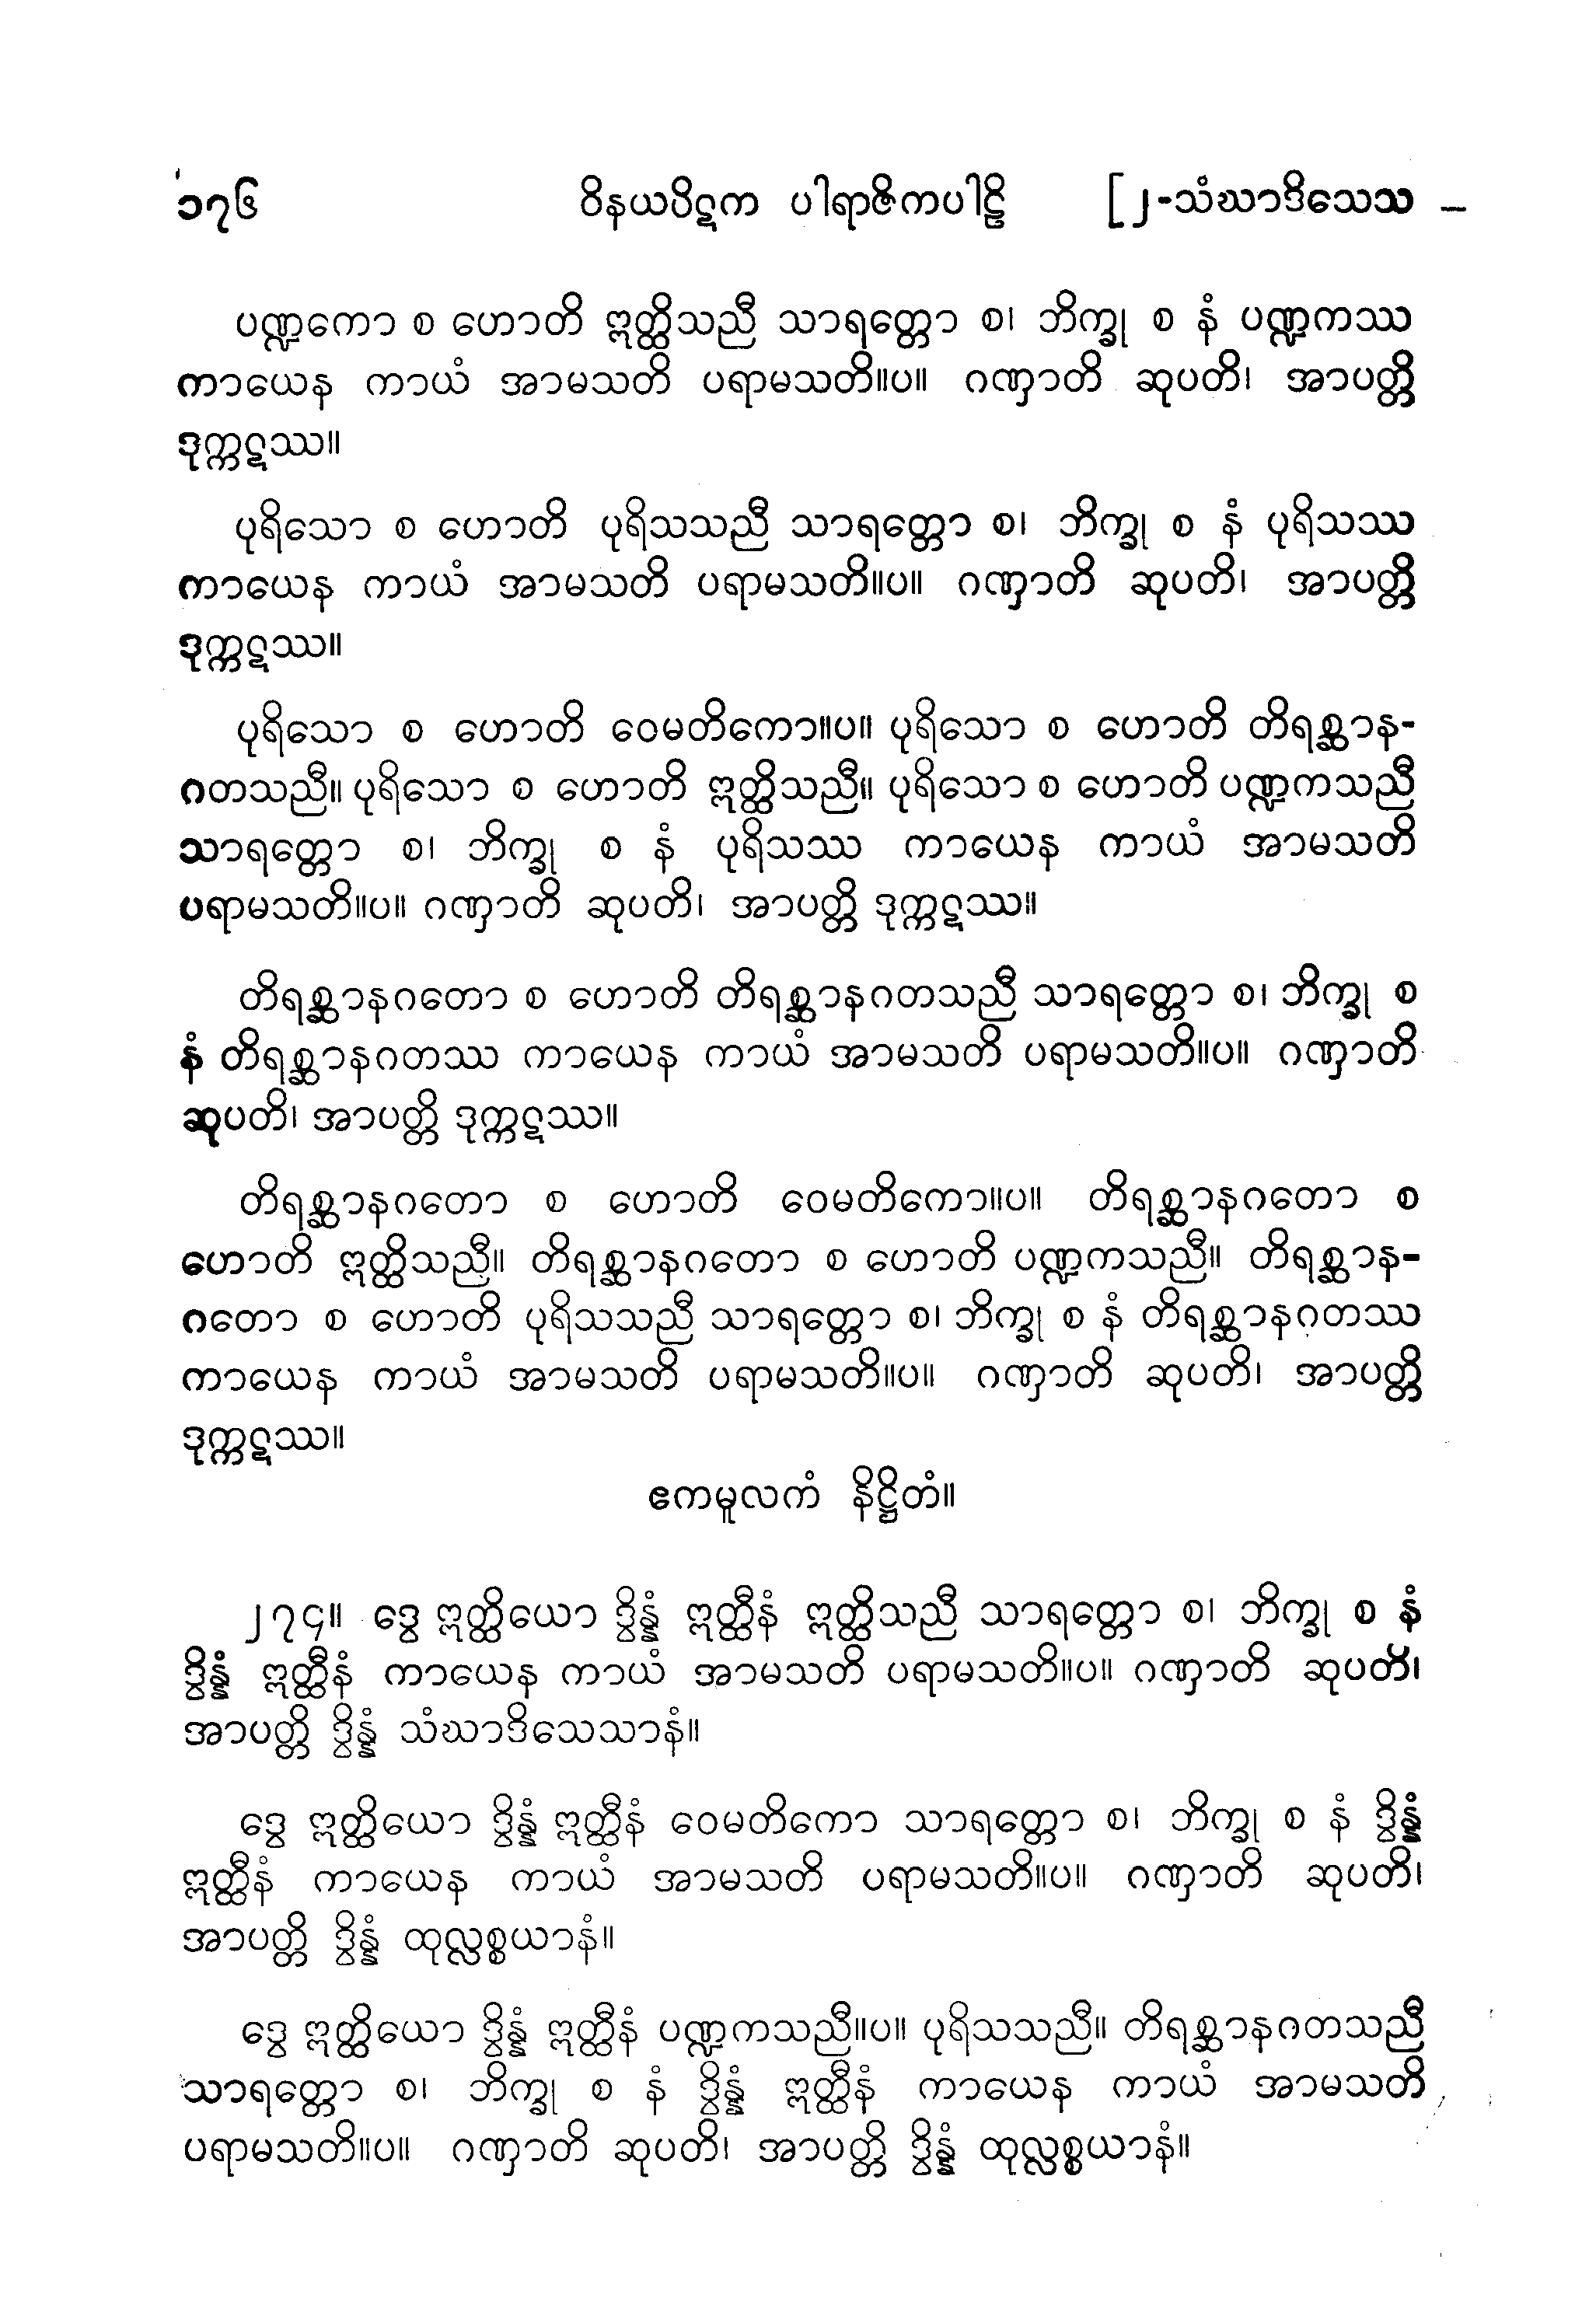 ၁၇၆ ဝိနယပိဋက ပါရာဇိကပါဠိ [၂-သံဃာဒိသေသ –
ပဏ္ဍကော စ ဟောတိ ဣတ္ထိသညီ သာရတ္တော စ၊ ဘိက္ခု စ နံ ပဏ္ဍကဿ
ကာယေန ကာယံ အာမသတိ ပရာမသတိ။ပ။ ဂဏှာတိ ဆုပတိ၊ အာပတ္တိ
ဒုက္ကဋဿ။
ပုရိသော စ ဟောတိ ပုရိသသညီ သာရတ္တော စ၊ ဘိက္ခု စ နံ ပုရိသဿ
ကာယေန ကာယံ အာမသတိ ပရာမသတိ။ပ။ ဂဏှာတိ ဆုပတိ၊ အာပတ္တိ
ဒုက္ကဋဿ။
ပုရိသော စ ဟောတိ ဝေမတိကော။ပ။ ပုရိသော စ ဟောတိ တိရစ္ဆာန-
ဂတသညီ။ ပုရိသော စ ဟောတိ ဣတ္ထိသညီ။ ပုရိသော စ ဟောတိ ပဏ္ဍကသညီ
သာရတ္တော စ၊ ဘိက္ခု စ နံ ပုရိသဿ ကာယေန ကာယံ အာမသတိ
ပရာမသတိ။ပ။ ဂဏှာတိ ဆုပတိ၊ အာပတ္တိ ဒုက္ကဋဿ။
တိရစ္ဆာနဂတော စ ဟောတိ တိရစ္ဆာနဂတသညီ သာရတ္တော စ၊ ဘိက္ခု စ
နံ တိရစ္ဆာနဂတဿ ကာယေန ကာယံ အာမသတိ ပရာမသတိ။ပ။ ဂဏှာတိ
ဆုပတိ၊ အာပတ္တိ ဒုက္ကဋဿ။
တိရစ္ဆာနဂတော စ ဟောတိ ဝေမတိကော။ပ။ တိရစ္ဆာနဂတော စ
ဟောတိ ဣတ္ထိသညီ။ တိရစ္ဆာနဂတော စ ဟောတိ ပဏ္ဍကသညီ။ တိရစ္ဆာန-
ဂတော စ ဟောတိ ပုရိသသညီ သာရတ္တော စ၊ ဘိက္ခု စ နံ တိရစ္ဆာနဂတဿ
ကာယေန ကာယံ အာမသတိ ပရာမသတိ။ပ။ ဂဏှာတိ ဆုပတိ၊ အာပတ္တိ
ဒုက္ကဋဿ။
ဧကမူလကံ နိဋ္ဌိတံ။
၂၇၄။ ဒွေ ဣတ္ထိယော ဒွိန္နံ ဣတ္ထီနံ ဣတ္ထိသညီ သာရတ္တော စ၊ ဘိက္ခု စ နံ
ဒွိန္နံ ဣတ္ထီနံ ကာယေန ကာယံ အာမသတိ ပရာမသတိ။ပ။ ဂဏှာတိ ဆုပတိ၊
အာပတ္တိ ဒွိန္နံ သံဃာဒိသေသာနံ။
ဒွေ ဣတ္ထိယော ဒွိန္နံ ဣတ္ထီနံ ဝေမတိကော သာရတ္တော စ၊ ဘိက္ခု စ နံ ဒွိန္နံ
ဣတ္ထီနံ ကာယေန ကာယံ အာမသတိ ပရာမသတိ။ပ။ ဂဏှာတိ ဆုပတိ၊
အာပတ္တိ ဒွိန္နံ ထုလ္လစ္စယာနံ။
ဒွေ ဣတ္ထိယော ဒွိန္နံ ဣတ္ထီနံ ပဏ္ဍကသညီ။ပ။ ပုရိသသညီ။ တိရစ္ဆာနဂတသညီ
သာရတ္တော စ၊ ဘိက္ခု စ နံ ဒွိန္နံ ဣတ္ထီနံ ကာယေန ကာယံ အာမသတိ
ပရာမသတိ။ပ။ ဂဏှာတိ ဆုပတိ၊ အာပတ္တိ ဒွိန္နံ ထုလ္လစ္စယာနံ။